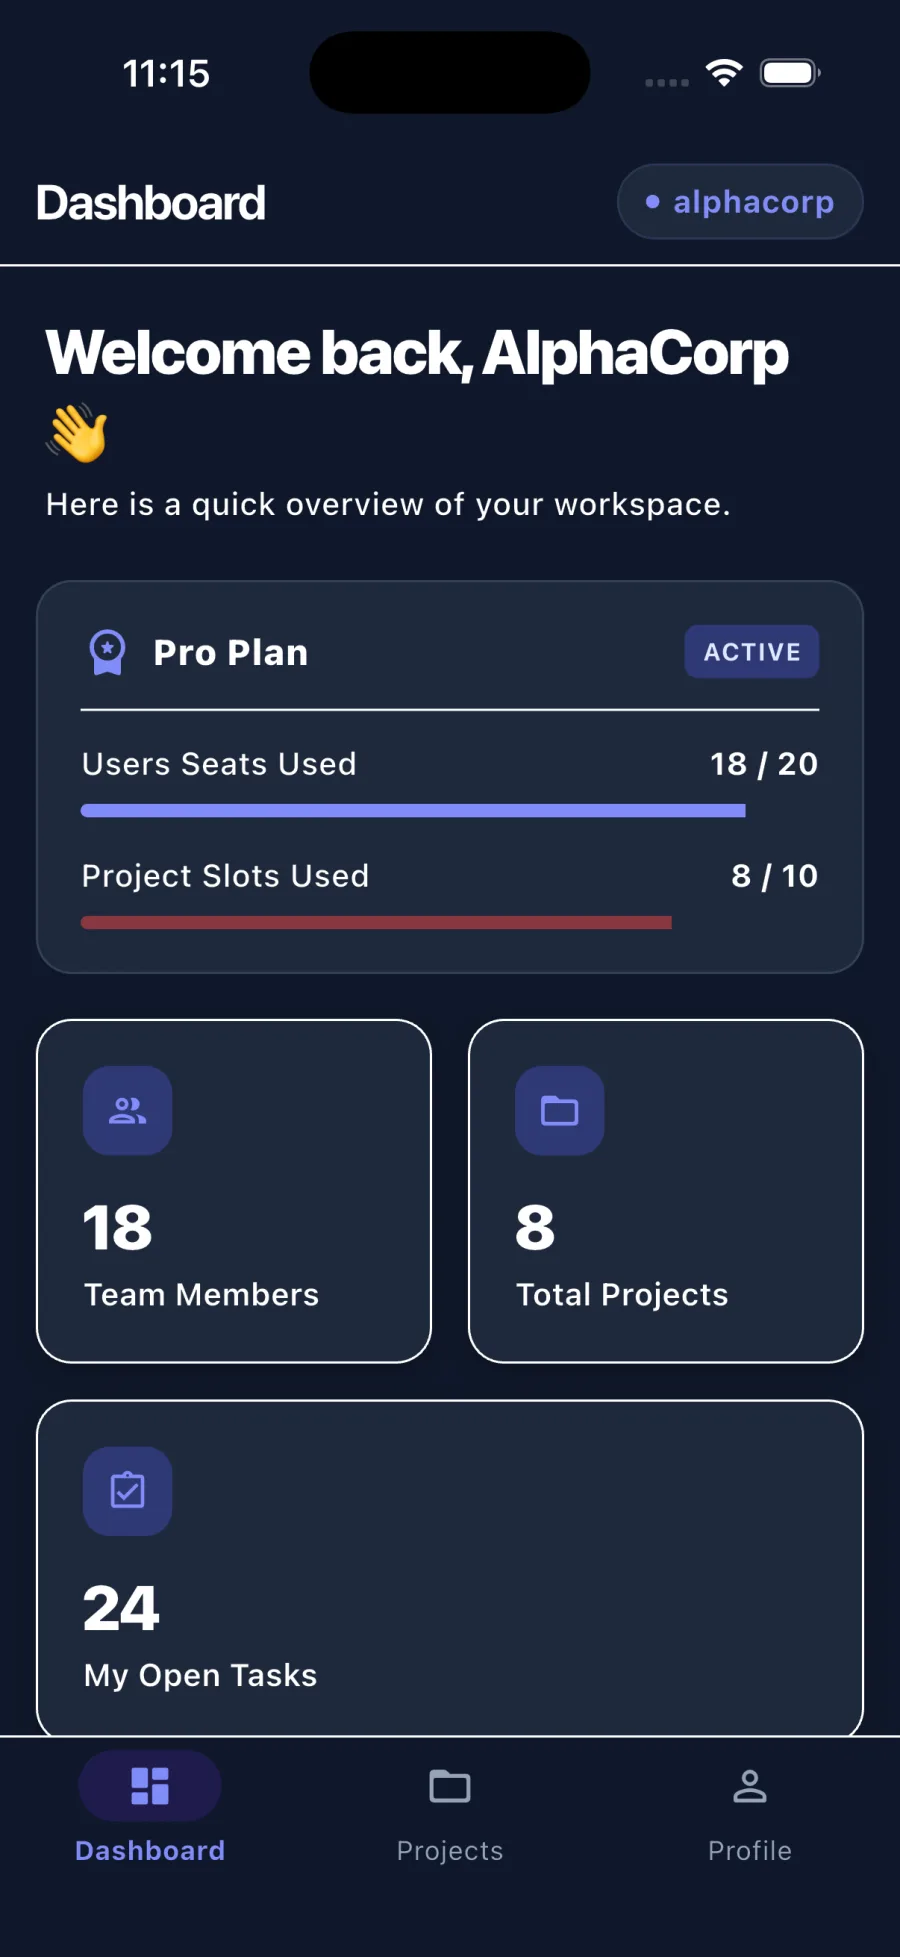 11:15
Dashboard
alphacorp
Welcome back, AlphaCorp
👋
Here is a quick overview of your workspace.
Pro Plan
ACTIVE
Users Seats Used
18 / 20
Project Slots Used
8 / 10
18
Team Members
8
Total Projects
24
My Open Tasks
Dashboard
Projects
Profile